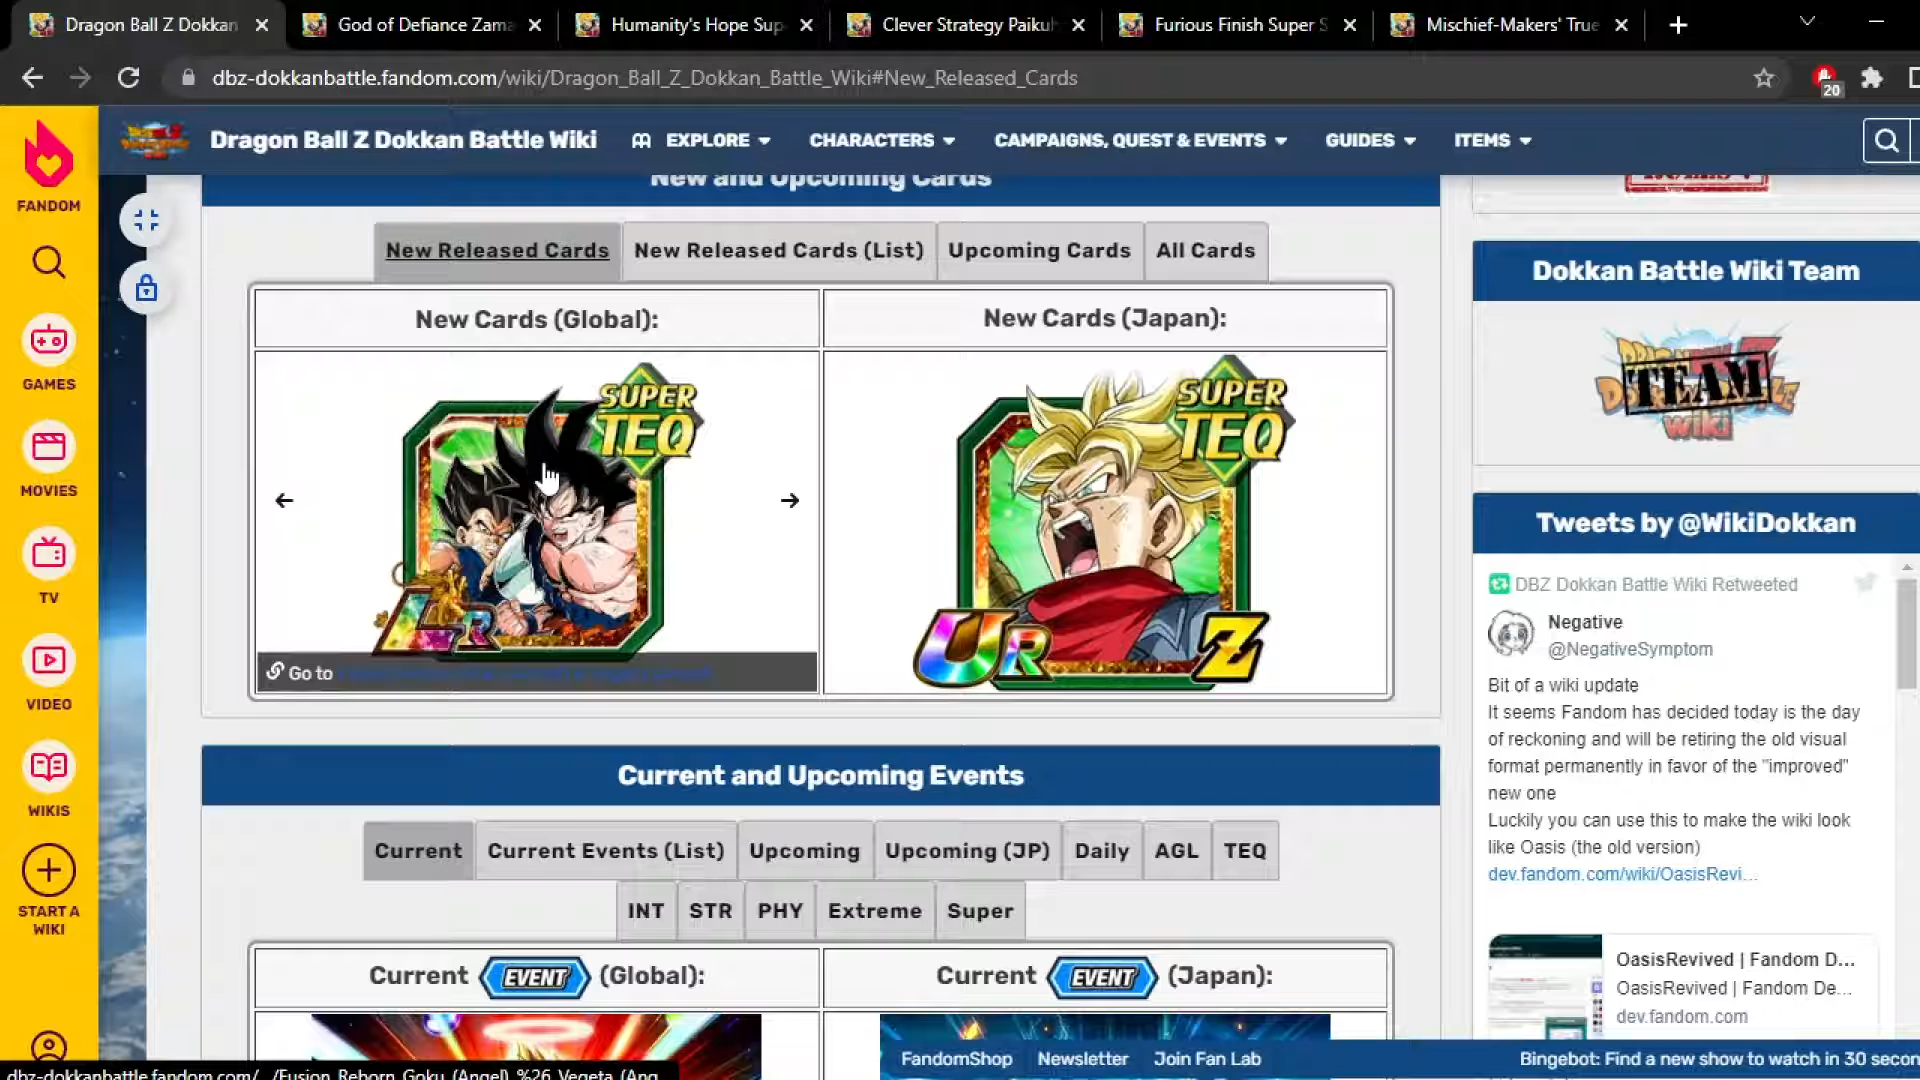 Dragon Ball Z Dokkan
God of Defiance Zama
Humanity's Hope Sup
Clever Strategy Paikuh
Furious Finish Super S
Mischief-Makers' True
dbz-dokkanbattle.fandom.com/wiki/Dragon_Ball_Z_Dokkan_Battle_Wiki#New_Released_Cards
20
FANDOM
GAMES
MOVIES
TV
VIDEO
WIKIS
START A
WIKI
Dragon Ball Z Dokkan Battle Wiki
EXPLORE
CHARACTERS
CAMPAIGNS, QUEST & EVENTS
GUIDES
ITEMS
New and Upcoming Cards
New Released Cards
New Released Cards (List)
Upcoming Cards
All Cards
New Cards (Global):
New Cards (Japan):
SUPER
TEQ
LR
SUPER
TEQ
UR
Z
Go to
Current and Upcoming Events
Current
Current Events (List)
Upcoming
Upcoming (JP)
Daily
AGL
TEQ
INT
STR
PHY
Extreme
Super
Current EVENT (Global):
Current EVENT (Japan):
Dokkan Battle Wiki Team
DRAGON BALL Z
DOKKAN BATTLE
TEAM
wiki
Tweets by @WikiDokkan
DBZ Dokkan Battle Wiki Retweeted
Negative
@NegativeSymptom
Bit of a wiki update
It seems Fandom has decided today is the day
of reckoning and will be retiring the old visual
format permanently in favor of the "improved"
new one
Luckily you can use this to make the wiki look
like Oasis (the old version)
dev.fandom.com/wiki/OasisRevi...
OasisRevived | Fandom D...
OasisRevived | Fandom De...
dev.fandom.com
FandomShop
Newsletter
Join Fan Lab
Bingebot: Find a new show to watch in 30 secon
dbz-dokkanbattle.fandom.com/.../Fusion_Reborn_Goku_(Angel)_%26_Vegeta_(Ang